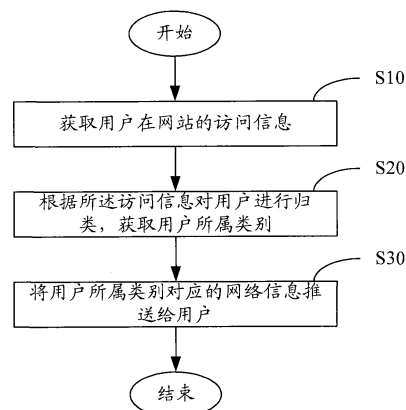 开始
S10
获取用户在网站的访问信息
S20
根据所述访问信息对用户进行归
类，获取用户所属类别
S30
将用户所属类别对应的网络信息推
送给用户
结束